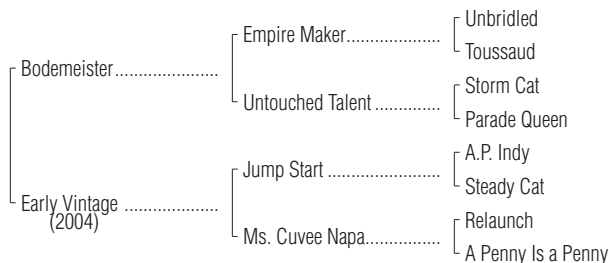 Unbridled
Empire Maker....................
Toussaud
Bodemeister......................
Storm Cat
Untouched Talent..............
Parade Queen
A.P. Indy
Jump Start .......................
Steady Cat
Early Vintage ....................
(2004)
Relaunch
Ms. Cuvee Napa................
A Penny Is a Penny